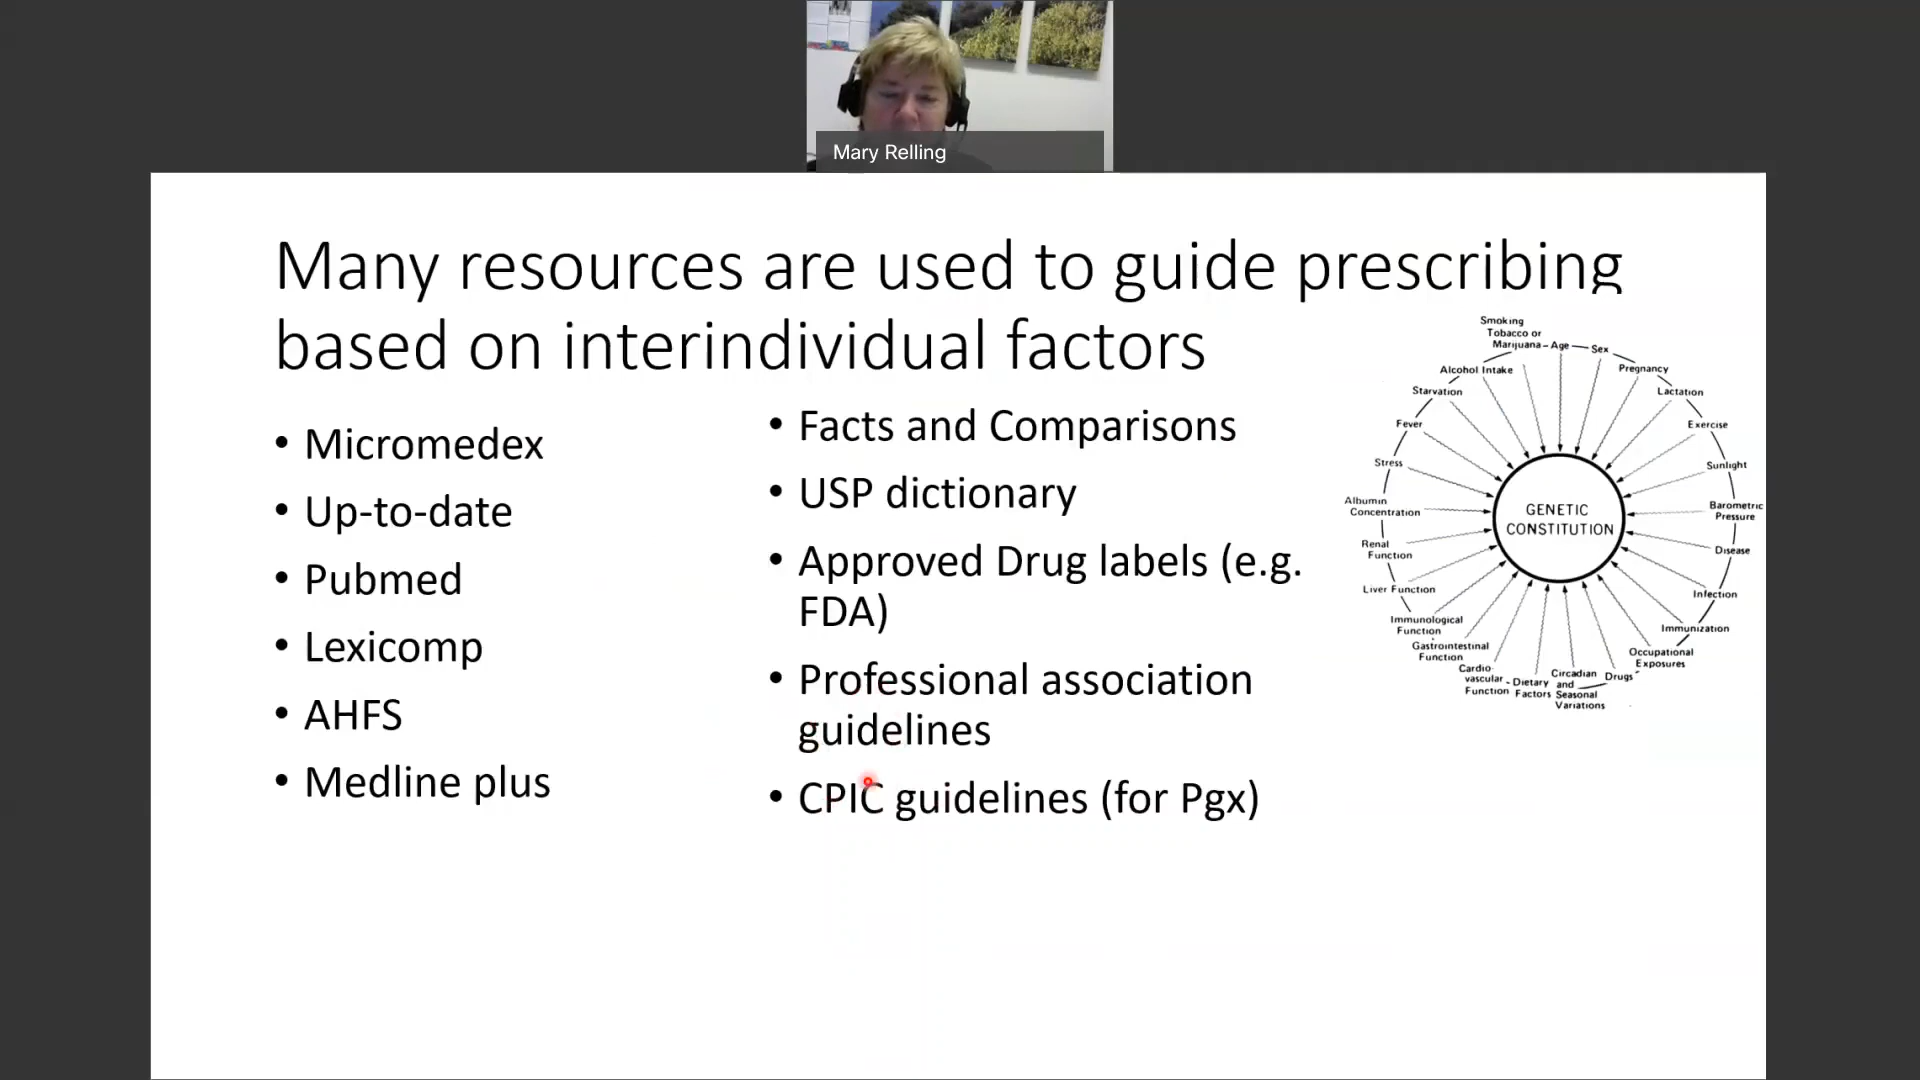 Mary Relling
Many resources are used to guide prescribing
based on interindividual factors
• Micromedex
• Up-to-date
• Pubmed
• Lexicomp
• AHFS
• Medline plus
• Facts and Comparisons
• USP dictionary
• Approved Drug labels (e.g.
FDA)
• Professional association
guidelines
• CPIC guidelines (for Pgx)
Smoking
Tobacco or
Marijuana
Age
Sex
Pregnancy
Lactation
Exercise
Sunlight
Barometric
Pressure
Disease
Infection
Immunization
Occupational
Exposures
Drugs
Circadian
and
Seasonal
Variations
Dietary
Factors
Cardio-
vascular
Function
Gastrointestinal
Function
Immunological
Function
Liver Function
Renal
Function
Albumin
Concentration
Stress
Fever
Starvation
Alcohol Intake
GENETIC
CONSTITUTION